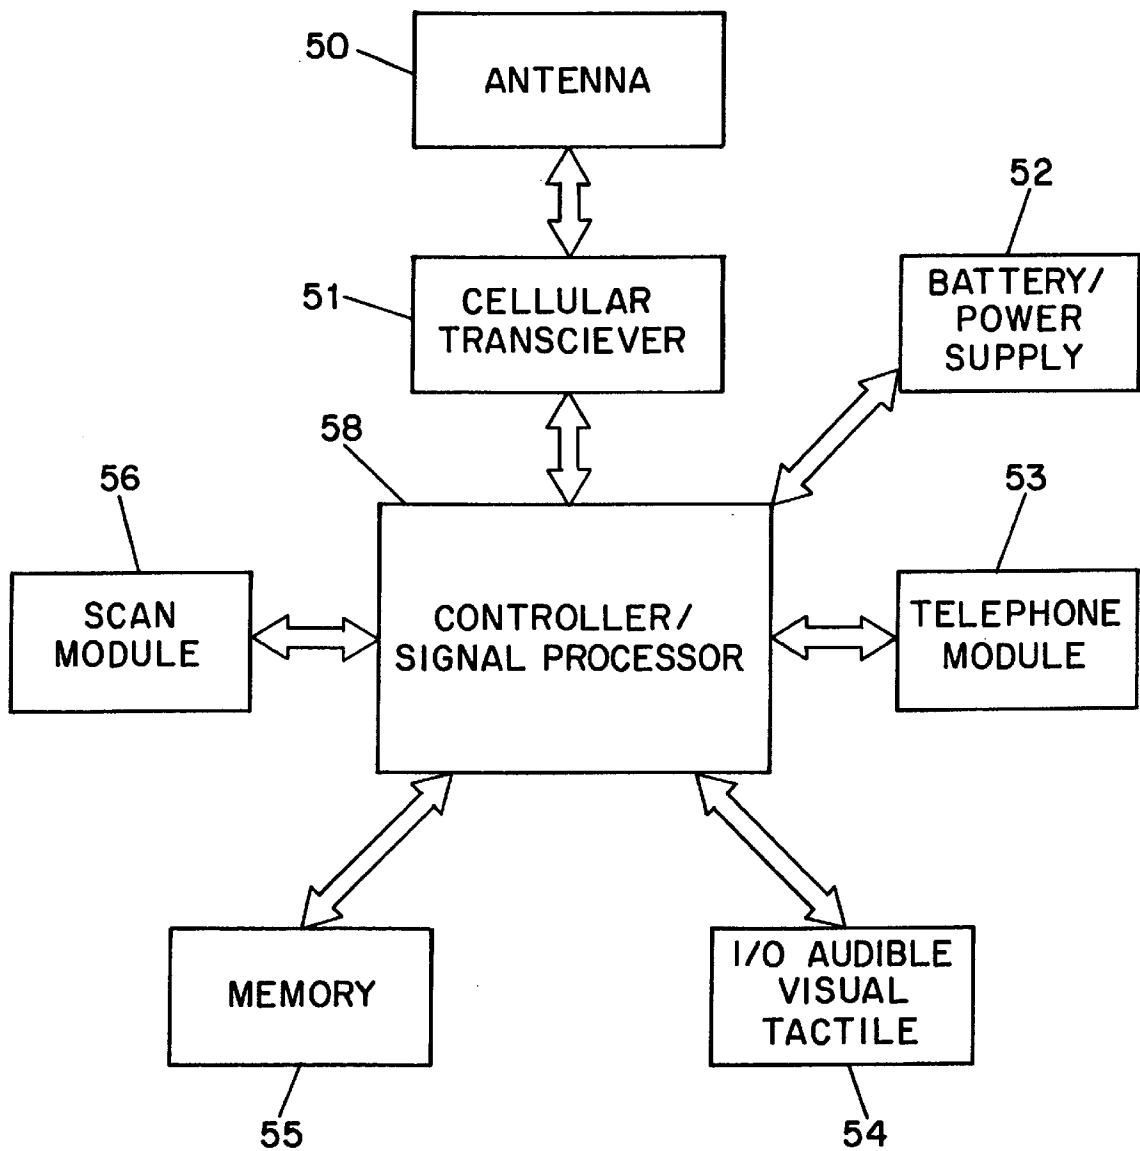 50
ANTENNA
52
51
CELLULAR
TRANSCIEVER
BATTERY/
POWER
SUPPLY
58
56
53
SCAN
MODULE
CONTROLLER/
SIGNAL PROCESSOR
TELEPHONE
MODULE
MEMORY
I/O AUDIBLE
VISUAL
TACTILE
55
54